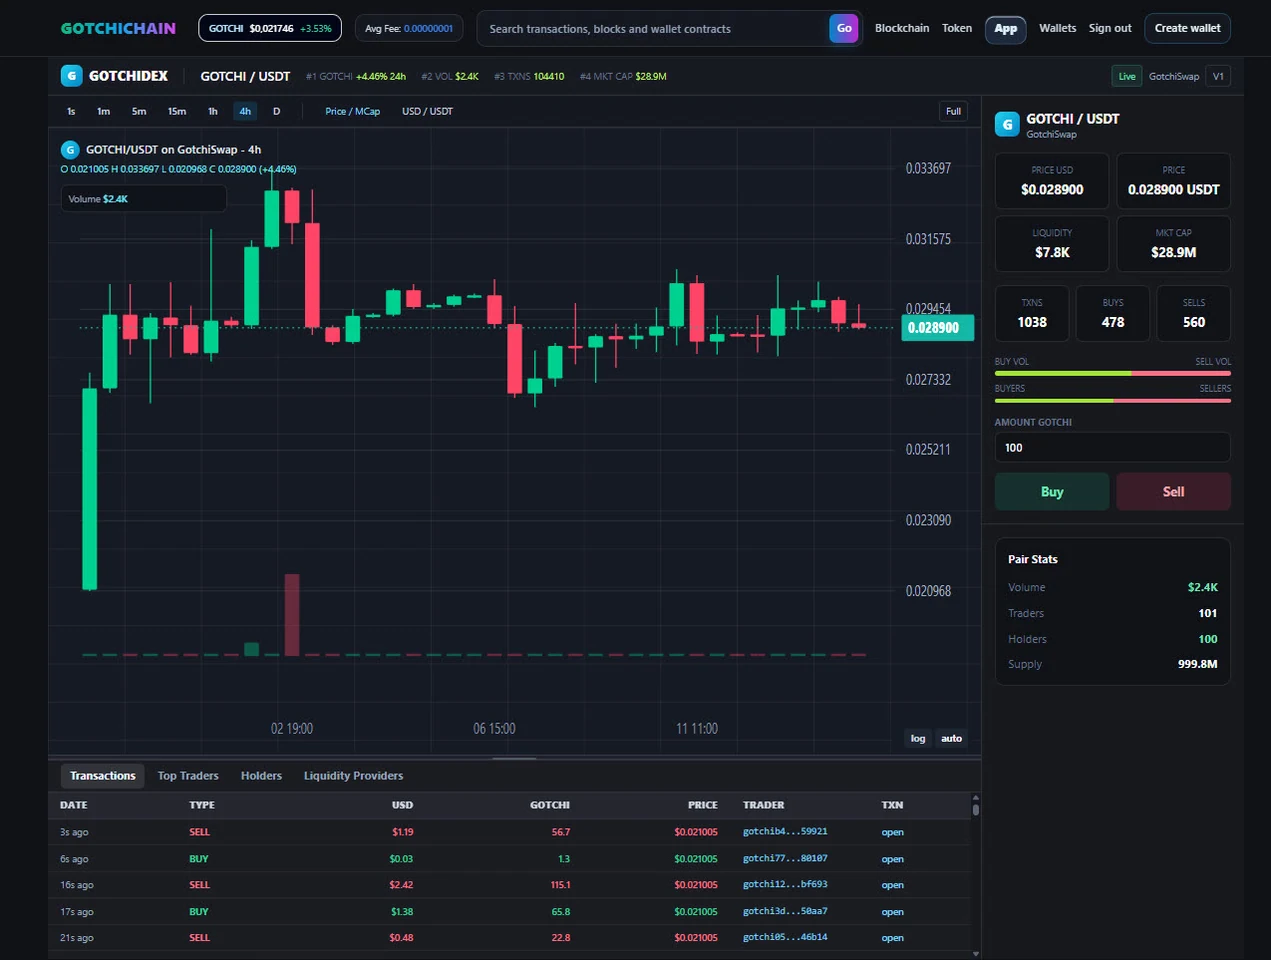 GOTCHICHAIN
GOTCHI $0,021746 +3.53%
Avg Fee: 0.00000001
Search transactions, blocks and wallet contracts
Go
Blockchain
Token
App
Wallets
Sign out
Create wallet
G GOTCHIDEX
GOTCHI / USDT
#1 GOTCHI +4.46% 24h
#2 VOL $2.4K
#3 TXNS 104410
#4 MKT CAP $28.9M
Live
GotchiSwap
V1
1s 1m 5m 15m 1h 4h D
Price / MCap
USD / USDT
Full
G GOTCHI/USDT on GotchiSwap - 4h
O 0.021005 H 0.033697 L 0.020968 C 0.028900 (+4.46%)
Volume $2.4K
0.033697
0.031575
0.029454
0.028900
0.027332
0.025211
0.023090
0.020968
02 19:00
06 15:00
11 11:00
log
auto
G GOTCHI / USDT
GotchiSwap
PRICE USD
$0.028900
PRICE
0.028900 USDT
LIQUIDITY
$7.8K
MKT CAP
$28.9M
TXNS
1038
BUYS
478
SELLS
560
BUY VOL
SELL VOL
BUYERS
SELLERS
AMOUNT GOTCHI
100
Buy
Sell
Pair Stats
Volume $2.4K
Traders 101
Holders 100
Supply 999.8M
Transactions
Top Traders
Holders
Liquidity Providers
DATE TYPE USD GOTCHI PRICE TRADER TXN
3s ago SELL $1.19 56.7 $0.021005 gotchib4...59921 open
6s ago BUY $0.03 1.3 $0.021005 gotchi77...80107 open
16s ago SELL $2.42 115.1 $0.021005 gotchi12...bf693 open
17s ago BUY $1.38 65.8 $0.021005 gotchi3d...50aa7 open
21s ago SELL $0.48 22.8 $0.021005 gotchi05...46b14 open